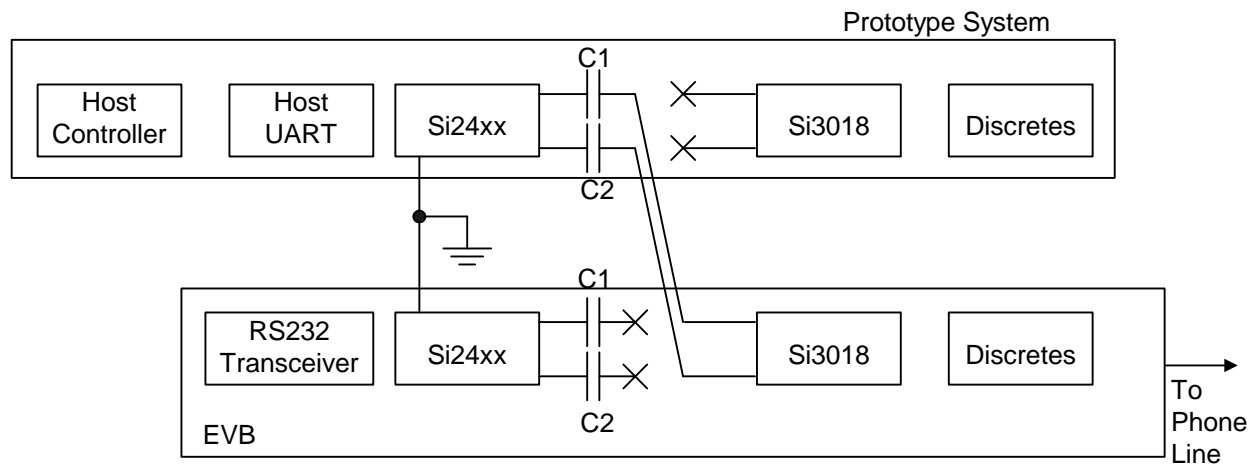 Prototype System
C1
Host
Controller
Host
UART
Si24xx
Si3018
Discretes
C2
C1
RS232
Transceiver
Si24xx
Si3018
Discretes
C2
EVB
To
Phone
Line